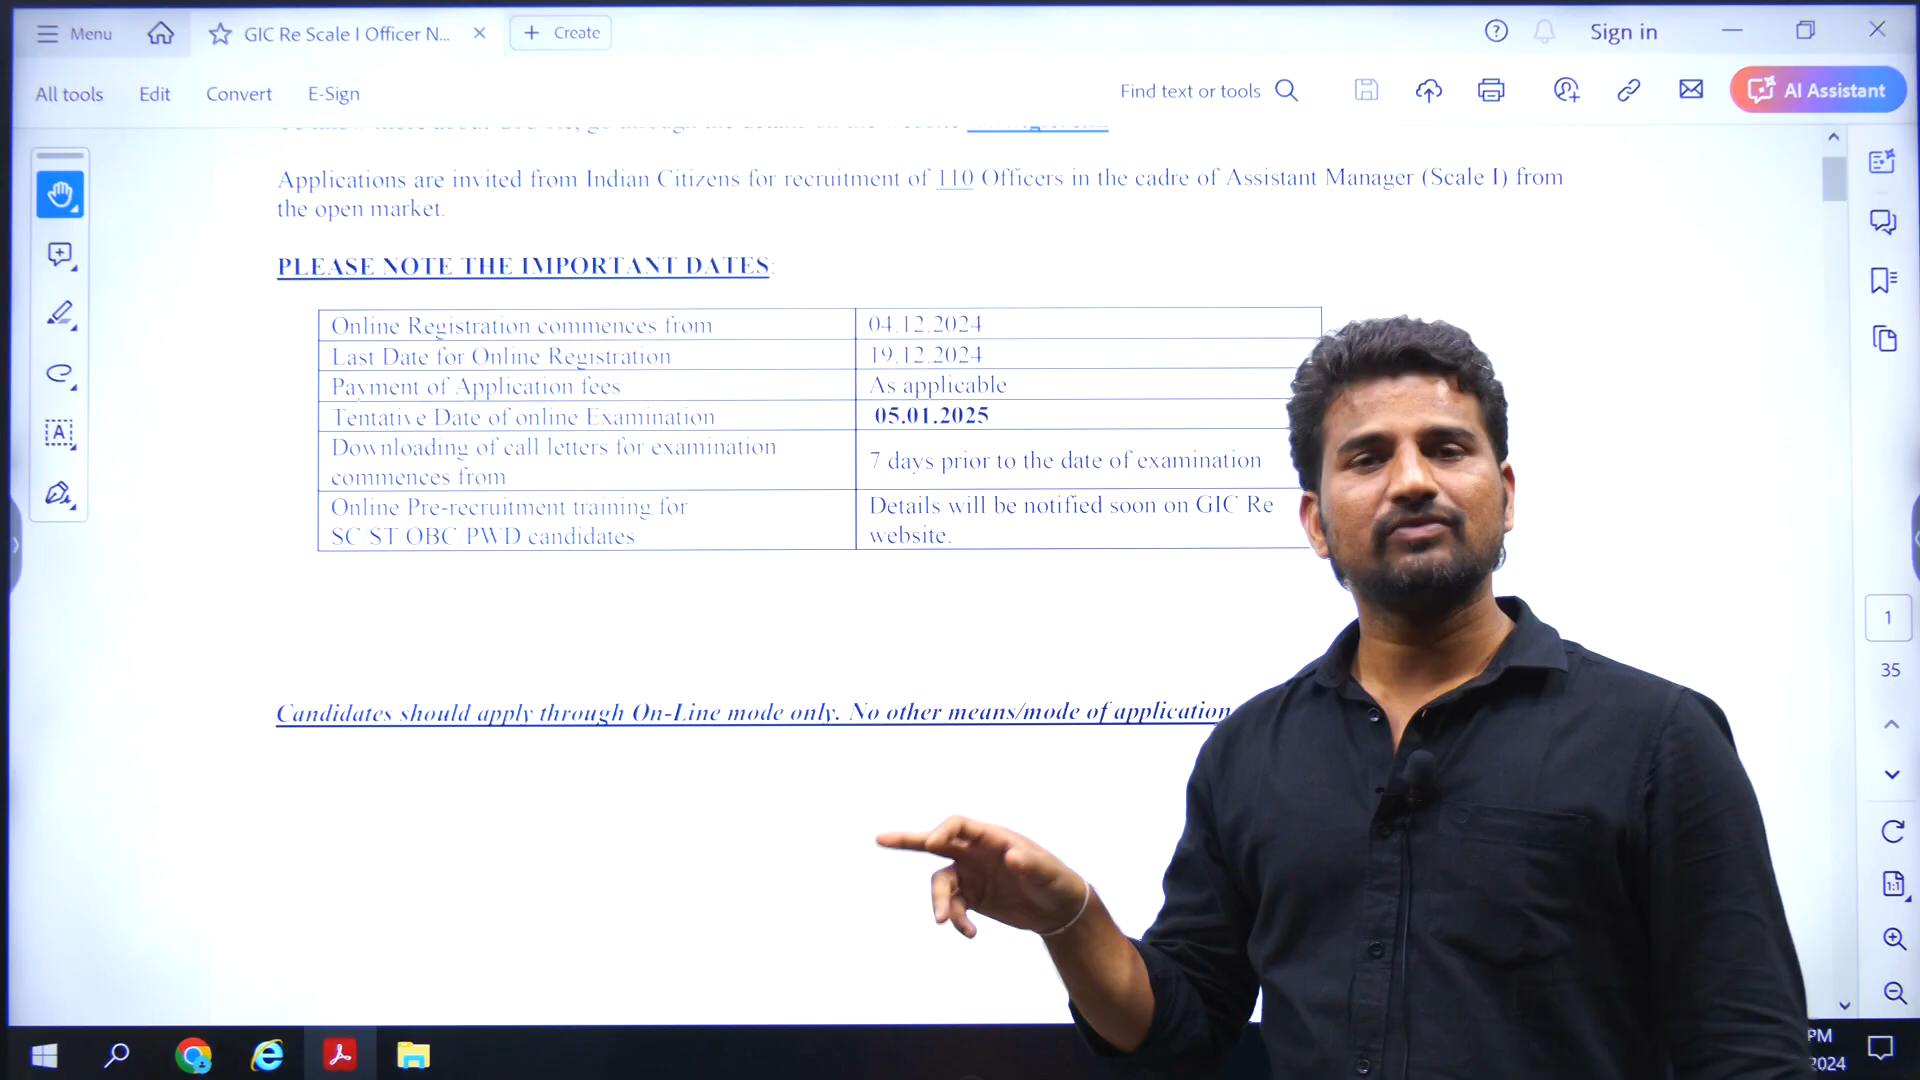 Menu
GIC Re Scale I Officer N...
Create
Sign in
All tools
Edit
Convert
E-Sign
Find text or tools
AI Assistant
Applications are invited from Indian Citizens for recruitment of 110 Officers in the cadre of Assistant Manager (Scale I) from
the open market.
PLEASE NOTE THE IMPORTANT DATES:
Online Registration commences from 04.12.2024
Last Date for Online Registration 19.12.2024
Payment of Application fees As applicable
Tentative Date of online Examination 05.01.2025
Downloading of call letters for examination
commences from
7 days prior to the date of examination
Online Pre-recruitment training for
SC ST OBC PWD candidates
Details will be notified soon on GIC Re
website.
Candidates should apply through On-Line mode only. No other means/mode of application
1
35
PM
2024